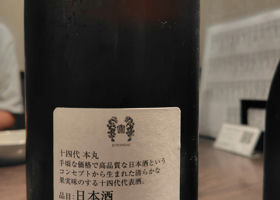 十四代 本丸
手頃な価格で高品質な日本酒という
コンセプトから生まれた清らかな
果実味のする十四代代表酒。
品目:日本酒